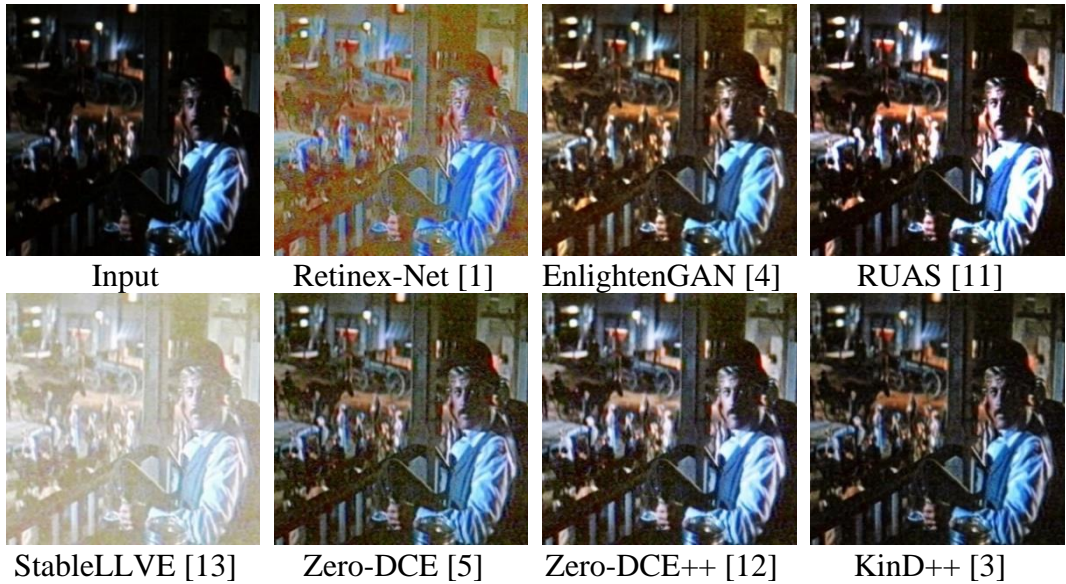 Input Retinex-Net [1] EnlightenGAN [4] RUAS [11]
StableLLVE [13] Zero-DCE [5] Zero-DCE++ [12] KinD++ [3]